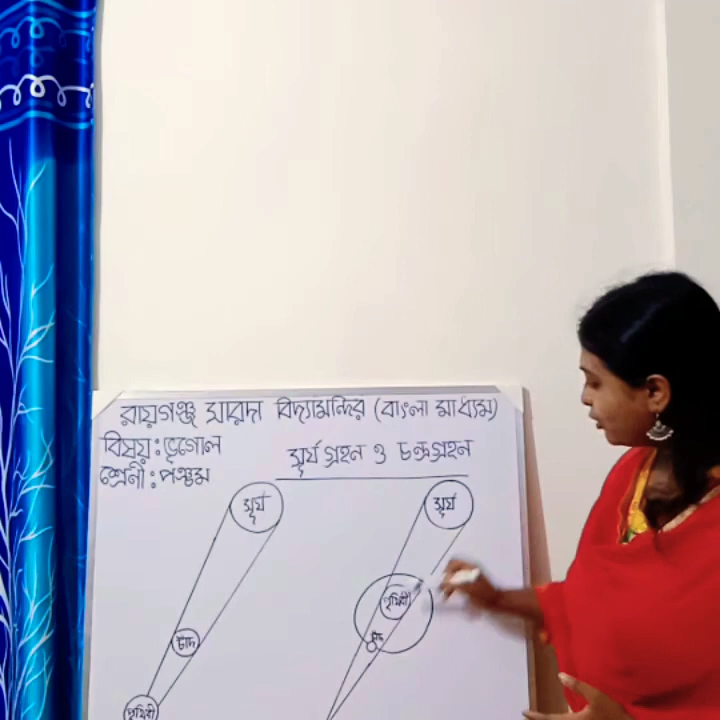 রায়গঞ্জ সারদা বিদ্যামন্দির (বাংলা মাধ্যম)
বিষয়: ভূগোল
শ্রেনী: পঞ্চম
সূর্য গ্রহন ও চন্দ্রগ্রহন
সূর্য
সূর্য
পৃথিবী
চাঁদ
চাঁদ
পৃথিবী